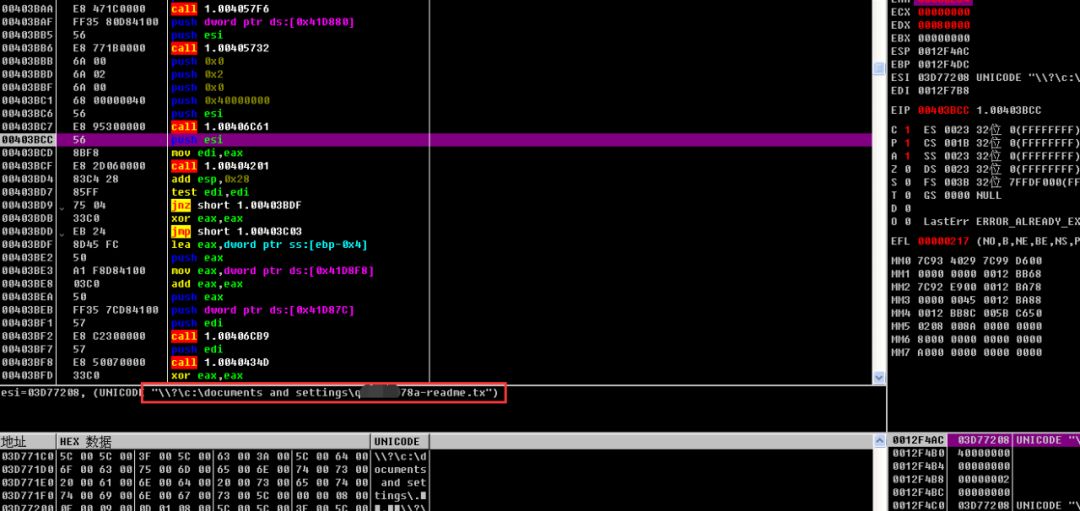 00403BAA E8 471C0000 call 1.004057F6
00403BAF FF35 80D84100 push dword ptr ds:[0x41D880]
00403BB5 56 push esi
00403BB6 E8 771B0000 call 1.00405732
00403BBB 6A 00 push 0x0
00403BBD 6A 02 push 0x2
00403BBF 6A 00 push 0x0
00403BC1 68 00000040 push 0x40000000
00403BC6 56 push esi
00403BC7 E8 95300000 call 1.00406C61
00403BCC 56 push esi
00403BCD 8BF8 mov edi,eax
00403BCF E8 2D060000 call 1.00404201
00403BD4 83C4 28 add esp,0x28
00403BD7 85FF test edi,edi
00403BD9 75 04 jnz short 1.00403BDF
00403BDB 33C0 xor eax,eax
00403BDD EB 24 jmp short 1.00403C03
00403BDF 8D45 FC lea eax,dword ptr ss:[ebp-0x4]
00403BE2 50 push eax
00403BE3 A1 F8D84100 mov eax,dword ptr ds:[0x41D8F8]
00403BE8 03C0 add eax,eax
00403BEA 50 push eax
00403BEB FF35 7CD84100 push dword ptr ds:[0x41D87C]
00403BF1 57 push edi
00403BF2 E8 C2300000 call 1.00406CB9
00403BF7 57 push edi
00403BF8 E8 50070000 call 1.0040434D
00403BFD 33C0 xor eax,eax
esi=03D77208, (UNICODE "\\?\c:\documents and settings\q 78a-readme.tx")
ECX 00000000
EDX 00080000
EBX 00000000
ESP 0012F4AC
EBP 0012F4DC
ESI 03D77208 UNICODE "\\?\c:\
EDI 0012F7B8
EIP 00403BCC 1.00403BCC
C 1 ES 0023 32位 0(FFFFFFFF)
P 1 CS 001B 32位 0(FFFFFFFF)
A 1 SS 0023 32位 0(FFFFFFFF)
Z 0 DS 0023 32位 0(FFFFFFFF)
S 0 FS 003B 32位 7FFDF000(FF
T 0 GS 0000 NULL
D 0
O 0 LastErr ERROR_ALREADY_EX
EFL 00000217 (NO,B,NE,BE,NS,P
MM0 7C93 4029 7C99 D600
MM1 0000 0000 0012 BB68
MM2 7C92 E900 0012 BA78
MM3 0000 0045 0012 BA88
MM4 0012 BB8C 005B C650
MM5 0208 008A 0000 0000
MM6 8000 0000 0000 0000
MM7 A000 0000 0000 0000
地址 HEX 数据 UNICODE
03D771C0 5C 00 5C 00 3F 00 5C 00 63 00 3A 00 5C 00 64 00 \\?\c:\d
03D771D0 6F 00 63 00 75 00 6D 00 65 00 6E 00 74 00 73 00 ocuments
03D771E0 20 00 61 00 6E 00 64 00 20 00 73 00 65 00 74 00 and set
03D771F0 74 00 69 00 6E 00 67 00 73 00 5C 00 00 00 08 00 tings\.
03D77200 0F 00 09 00 0D 01 08 00 5C 00 5C 00 3F 00 5C 00 \\?\
0012F4AC 03D77208 UNICODE "\
0012F4B0 40000000
0012F4B4 00000000
0012F4B8 00000002
0012F4BC 00000000
0012F4C0 03D77208 UNICODE "\